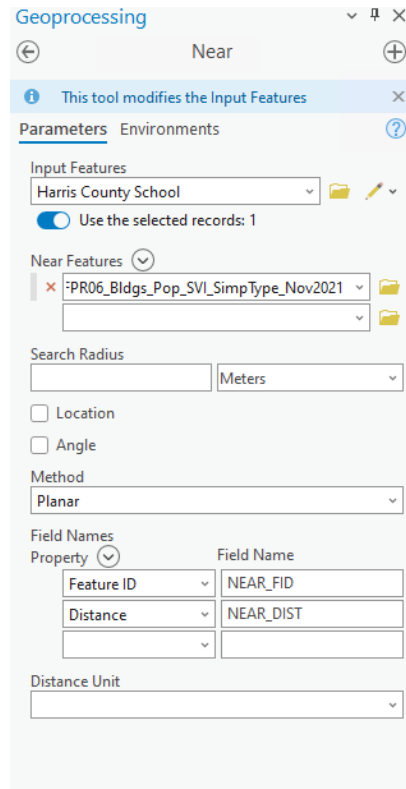 Geoprocessing
Near
This tool modifies the Input Features
Parameters Environments
Input Features
Harris County School
Use the selected records: 1
Near Features
FPR06_Bldgs_Pop_SVI_SimpType_Nov2021
Search Radius
Meters
Location
Angle
Method
Planar
Field Names
Property Field Name
Feature ID NEAR_FID
Distance NEAR_DIST
Distance Unit